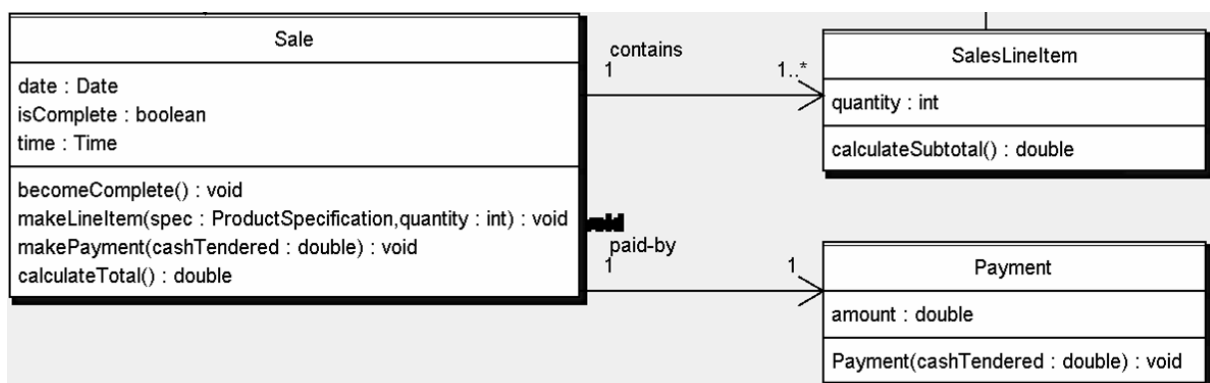 Sale
date : Date
isComplete : boolean
time : Time
becomeComplete() : void
makeLineItem(spec : ProductSpecification,quantity : int) : void
makePayment(cashTendered : double) : void
calculateTotal() : double
contains
1
1..*
SalesLineItem
quantity : int
calculateSubtotal() : double
void
paid-by
1
1
Payment
amount : double
Payment(cashTendered : double) : void